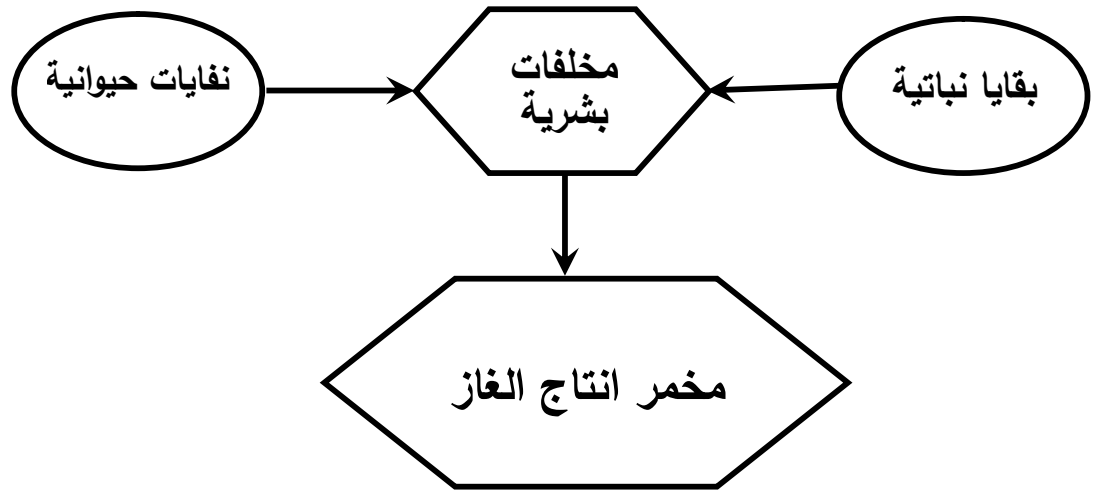 بقايا نباتية
مخلفات
بشرية
نفايات حيوانية
مخمر انتاج الغاز